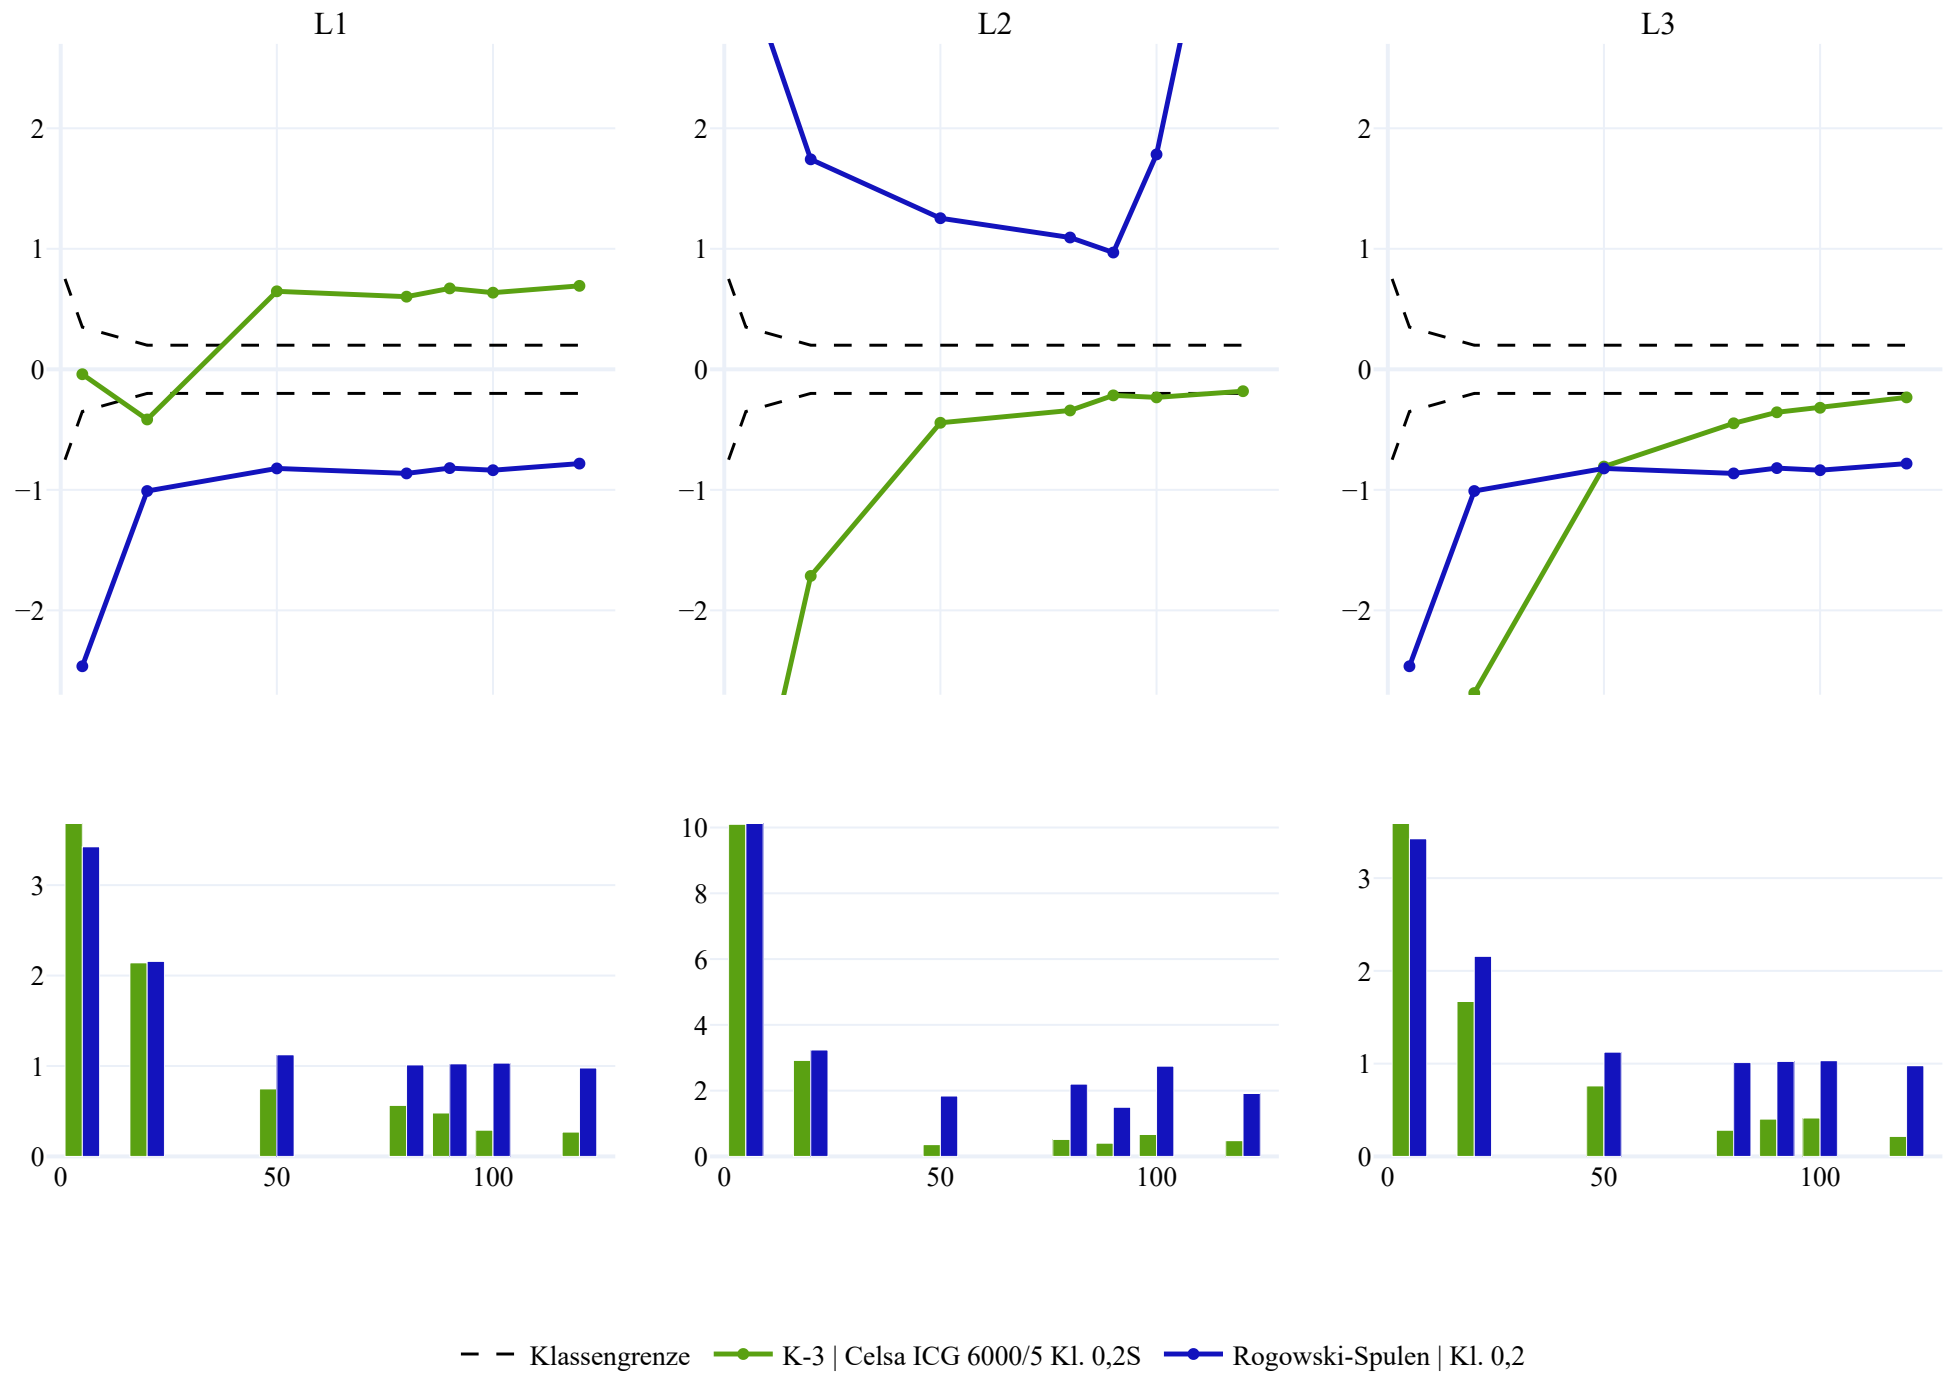 L1 L2 L3
2 2 2
1 1 1
0 0 0
−1 −1 −1
−2 −2 −2
3 10 3
2 8 2
1 6 1
0 4 0
2
0
0 50 100 0 50 100 0 50 100
Klassengrenze K-3 | Celsa ICG 6000/5 Kl. 0,2S Rogowski-Spulen | Kl. 0,2